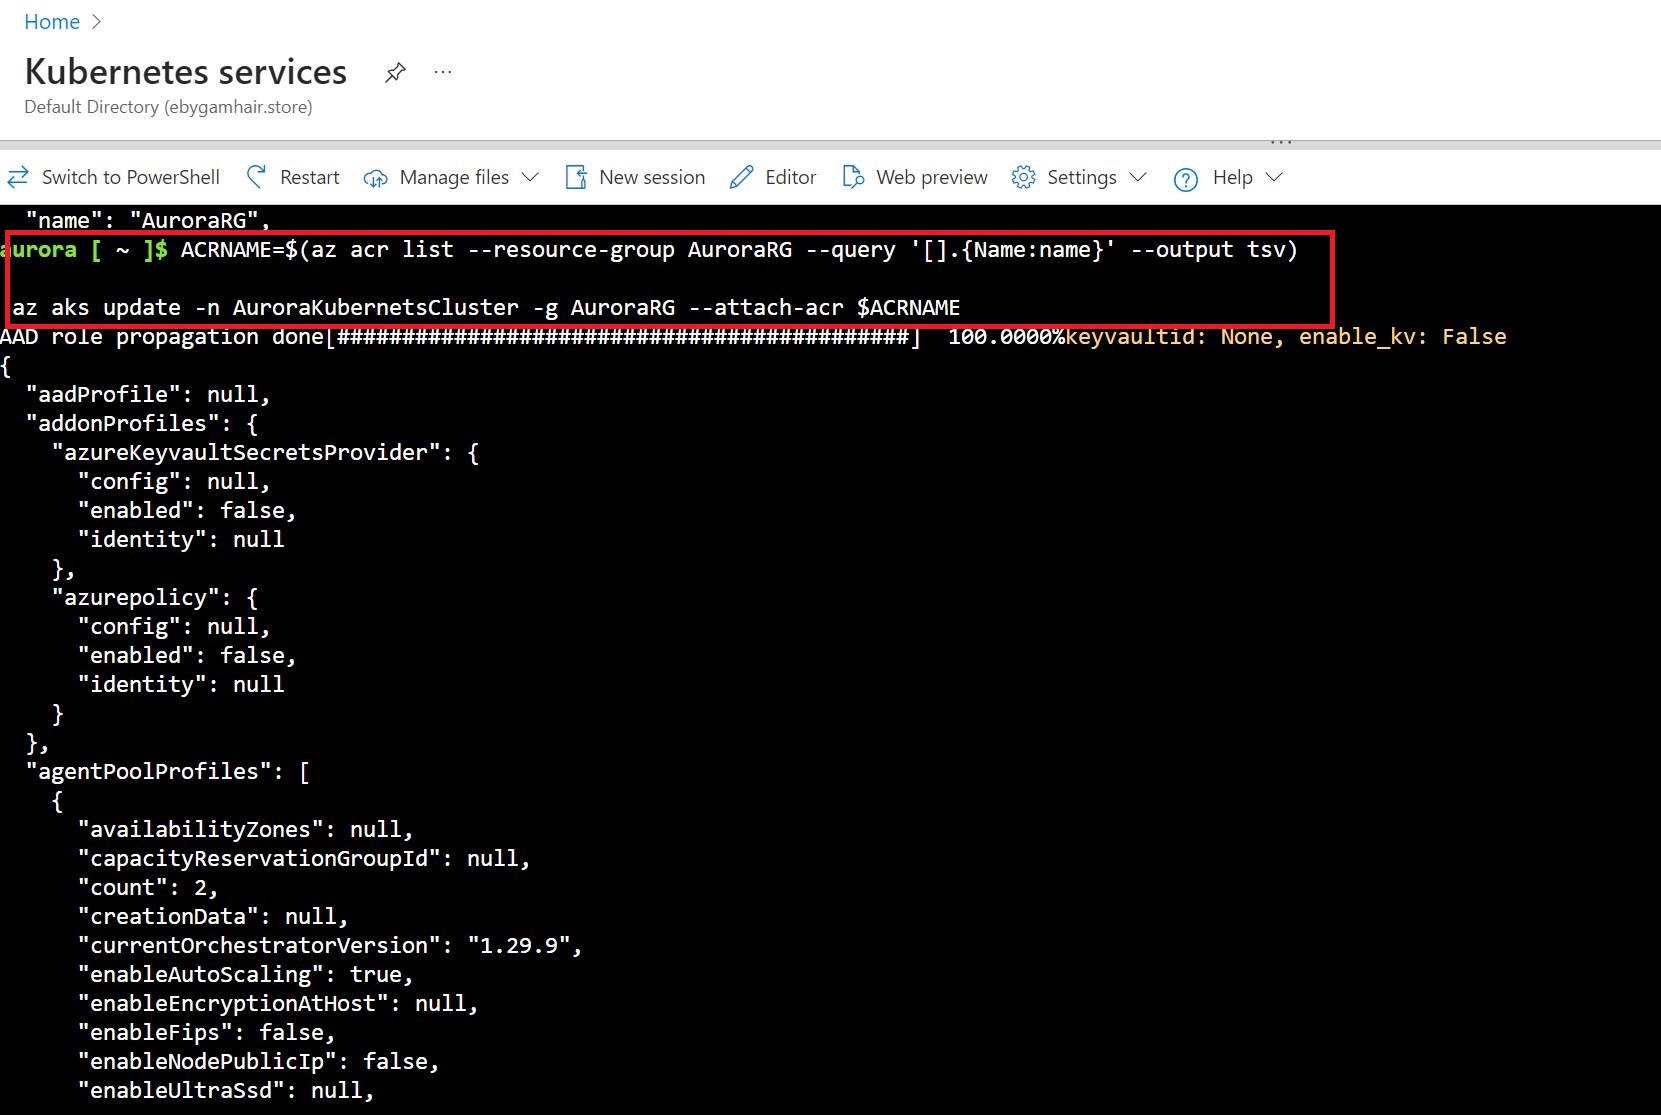 Home >
Kubernetes services
Default Directory (ebygamhair.store)
Switch to PowerShell Restart Manage files New session Editor Web preview Settings Help
"name": "AuroraRG",
aurora [ ~ ]$ ACRNAME=$(az acr list --resource-group AuroraRG --query '[].{Name:name}' --output tsv)
az aks update -n AuroraKubernetsCluster -g AuroraRG --attach-acr $ACRNAME
AAD role propagation done[############################################] 100.0000%keyvaultid: None, enable_kv: False
{
"aadProfile": null,
"addonProfiles": {
"azureKeyvaultSecretsProvider": {
"config": null,
"enabled": false,
"identity": null
},
"azurepolicy": {
"config": null,
"enabled": false,
"identity": null
}
},
"agentPoolProfiles": [
{
"availabilityZones": null,
"capacityReservationGroupId": null,
"count": 2,
"creationData": null,
"currentOrchestratorVersion": "1.29.9",
"enableAutoScaling": true,
"enableEncryptionAtHost": null,
"enableFips": false,
"enableNodePublicIp": false,
"enableUltraSsd": null,